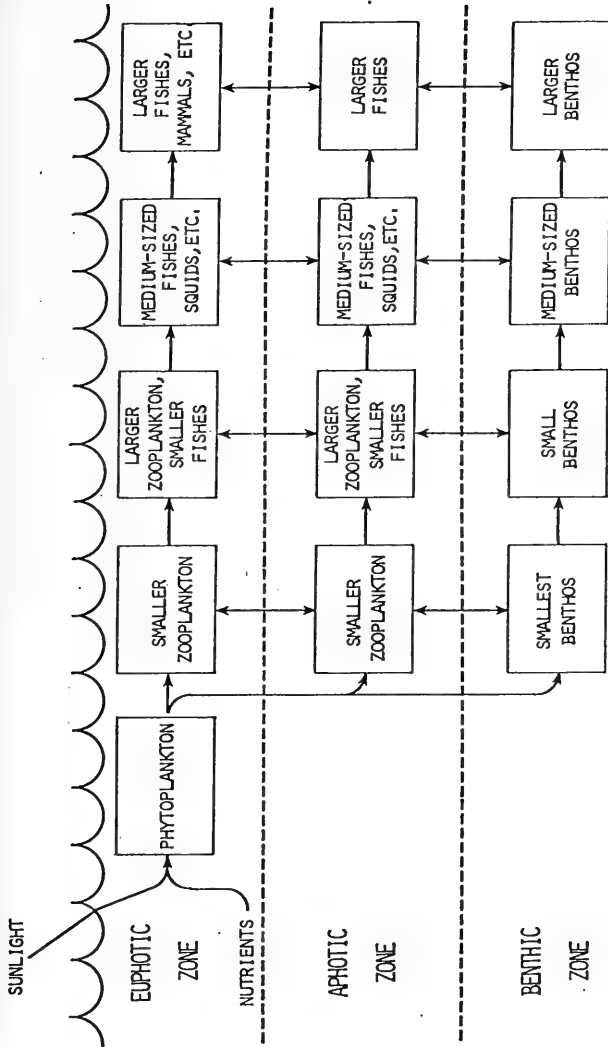 SUNLIGHT
EUPHOTIC
ZONE
NUTRIENTS
PHYTOPLANKTON
SMALLER
ZOOPLANKTON
LARGER
ZOOPLANKTON,
SMALLER
FISHES
MEDIUM-SIZED
FISHES,
SQUIDS,ETC.
LARGER
FISHES,
MAMMALS, ETC.
APHOTIC
ZONE
SMALLER
ZOOPLANKTON
LARGER
ZOOPLANKTON,
SMALLER
FISHES
MEDIUM-SIZED
FISHES,
SQUIDS,ETC.
LARGER
FISHES
BENTHIC
ZONE
SMALLEST
BENTHOS
SMALL
BENTHOS
MEDIUM-SIZED
BENTHOS
LARGER
BENTHOS